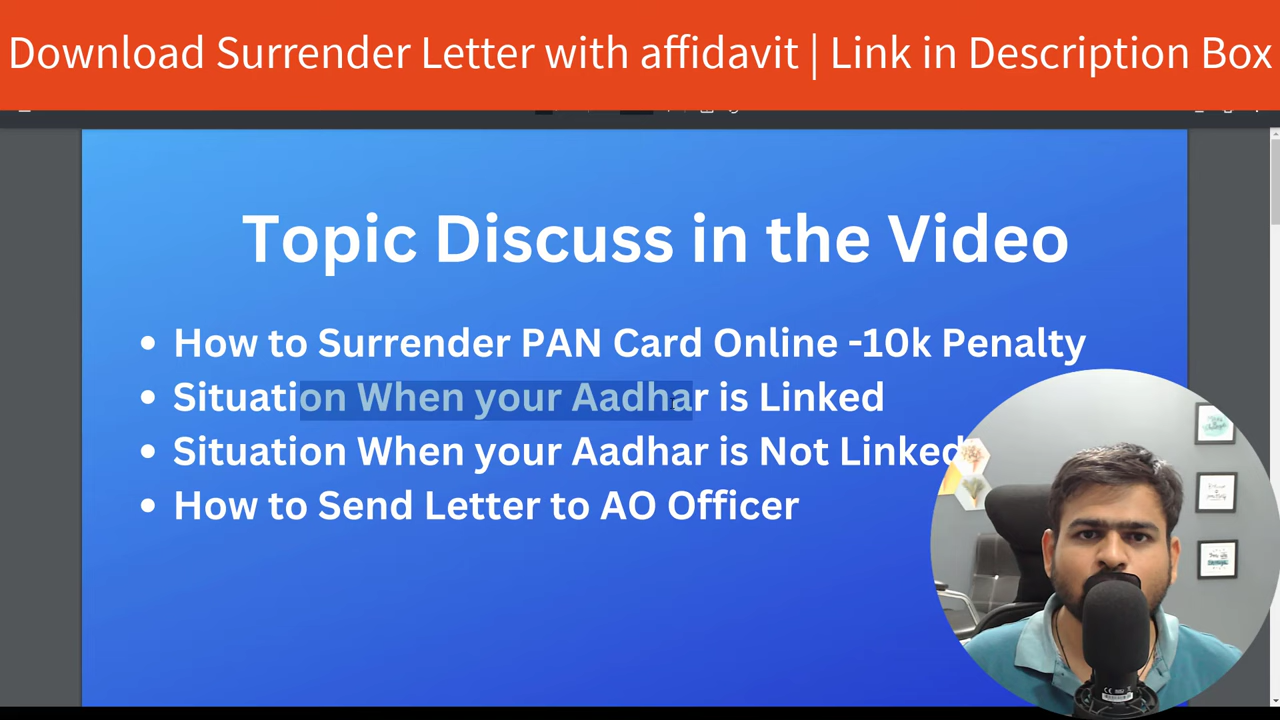 Download Surrender Letter with affidavit | Link in Description Box
Topic Discuss in the Video
• How to Surrender PAN Card Online -10k Penalty
• Situation When your Aadhar is Linked
• Situation When your Aadhar is Not Linked
• How to Send Letter to AO Officer